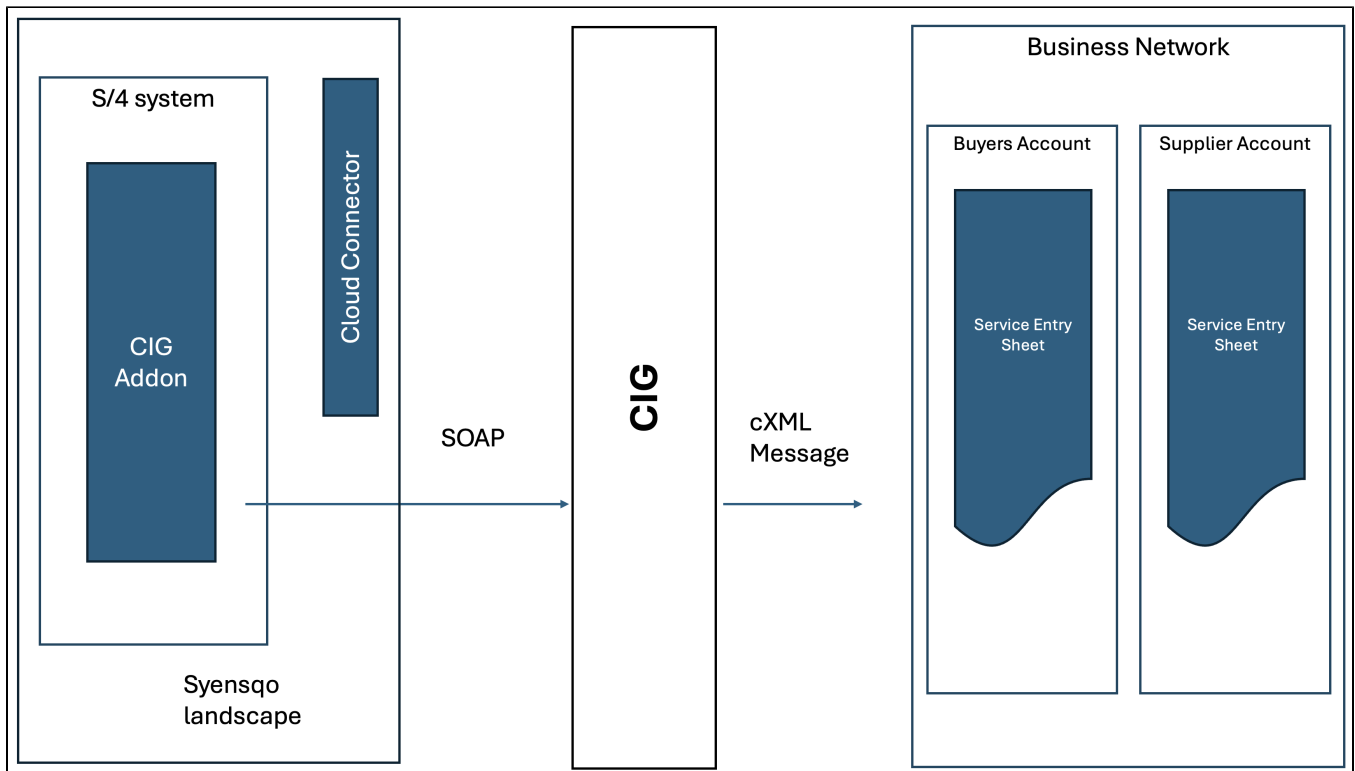 S/4 system
CIG
Addon
Cloud Connector
Syensqo
landscape
SOAP
CIG
cXML
Message
Business Network
Buyers Account
Service Entry
Sheet
Supplier Account
Service Entry
Sheet